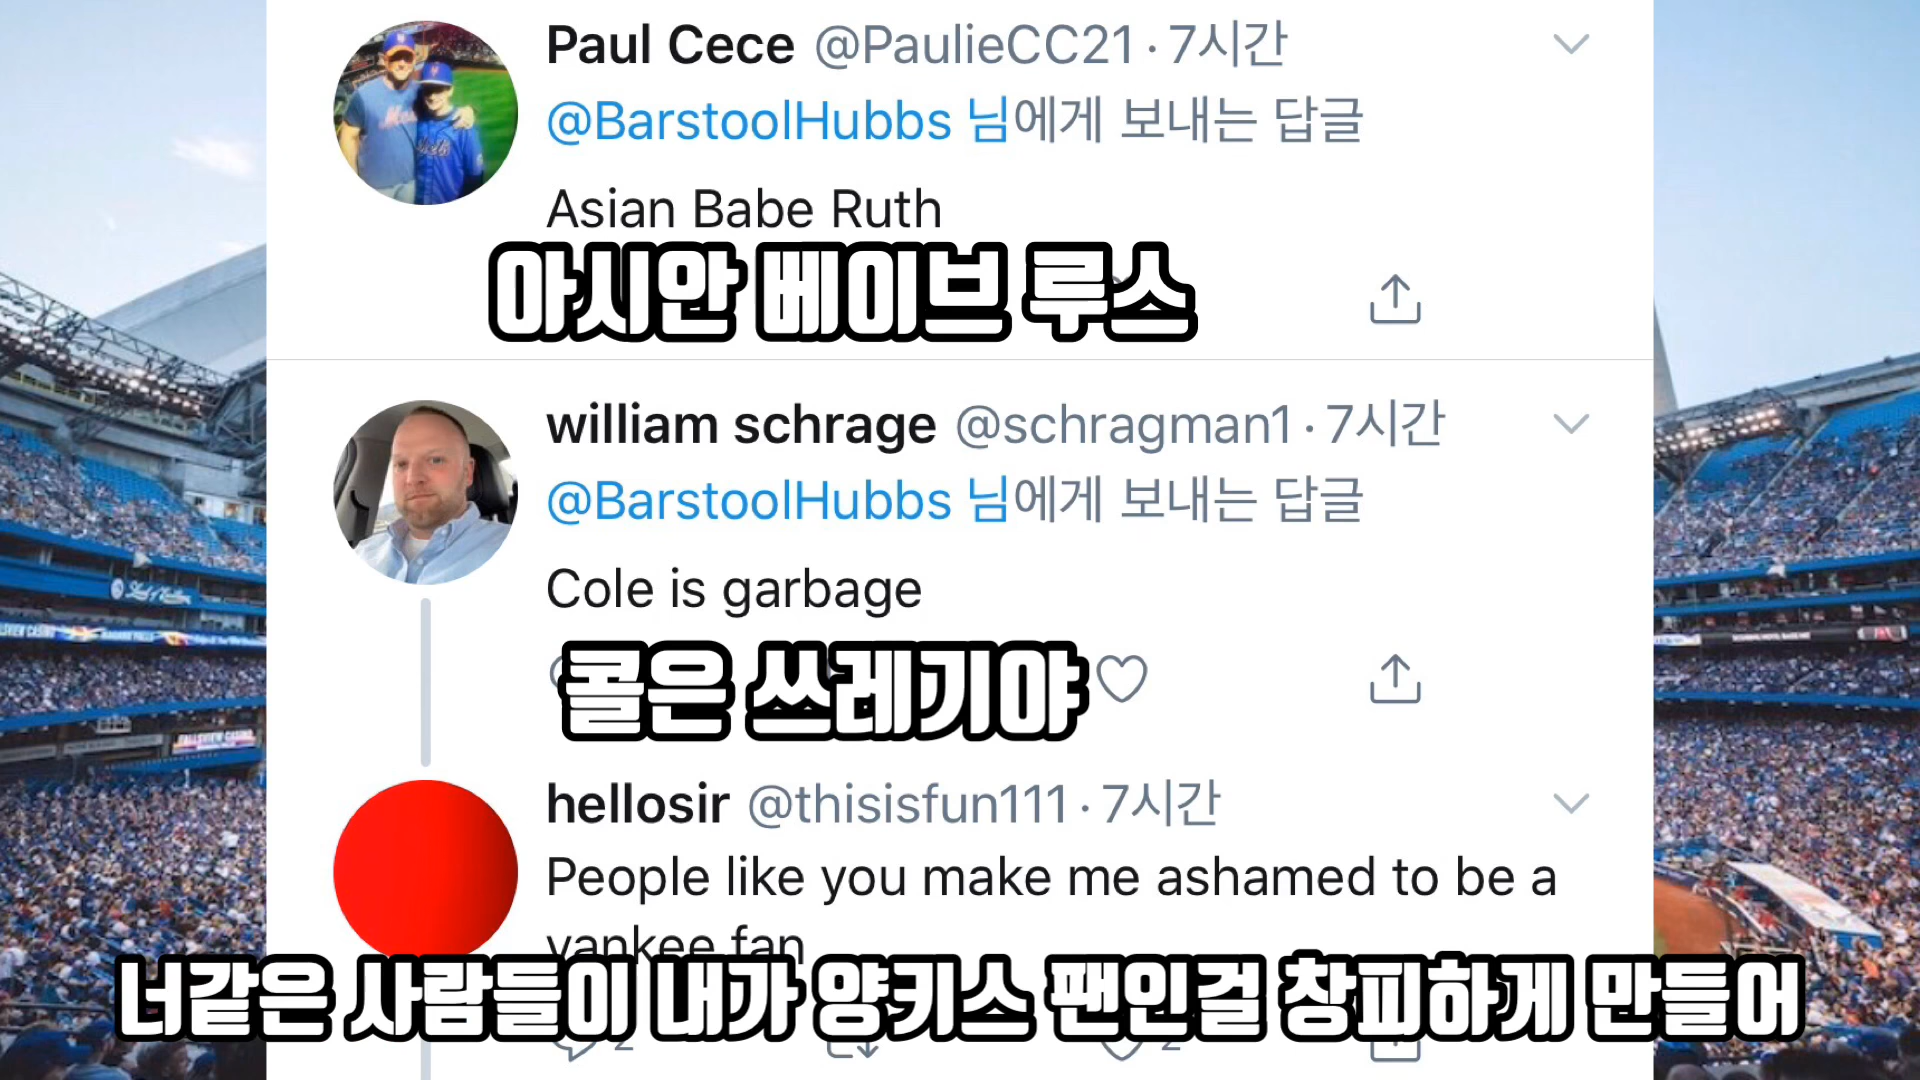 Paul Cece @PaulieCC21 · 7시간
@BarstoolHubbs 님에게 보내는 답글
Asian Babe Ruth
아시안 베이브 루스
william schrage @schragman1 · 7시간
@BarstoolHubbs 님에게 보내는 답글
Cole is garbage
콜은 쓰레기야
hellosir @thisisfun111 · 7시간
People like you make me ashamed to be a
yankee fan
너같은 사람들이 내가 양키스 팬인걸 창피하게 만들어
2
2